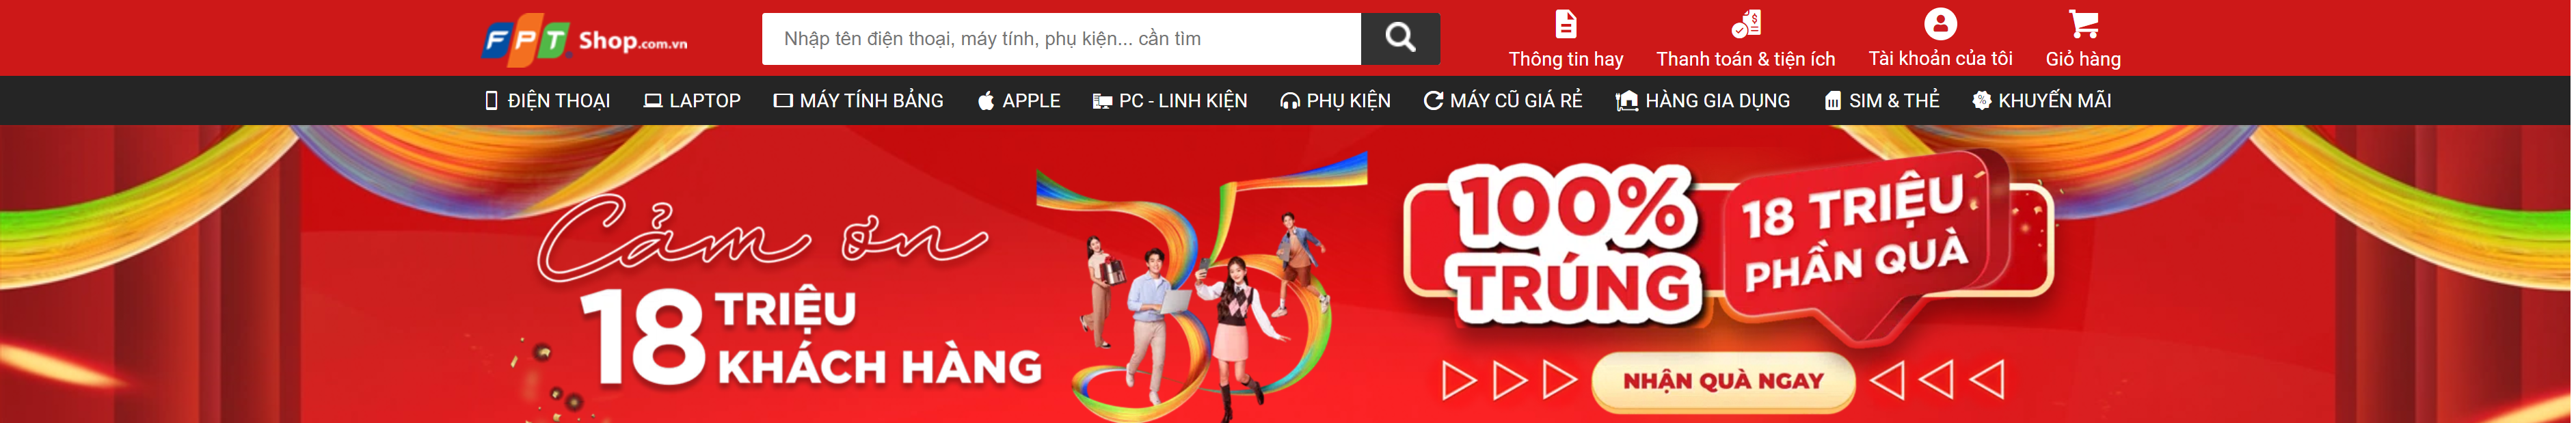 FPT Shop.com.vn
Nhập tên điện thoại, máy tính, phụ kiện... cần tìm
Thông tin hay
Thanh toán & tiện ích
Tài khoản của tôi
Giỏ hàng
ĐIỆN THOẠI
LAPTOP
MÁY TÍNH BẢNG
APPLE
PC - LINH KIỆN
PHỤ KIỆN
MÁY CŨ GIÁ RẺ
HÀNG GIA DỤNG
SIM & THẺ
KHUYẾN MÃI
Cảm ơn
18 TRIỆU
KHÁCH HÀNG
35
100%
TRÚNG
18 TRIỆU
PHẦN QUÀ
NHẬN QUÀ NGAY